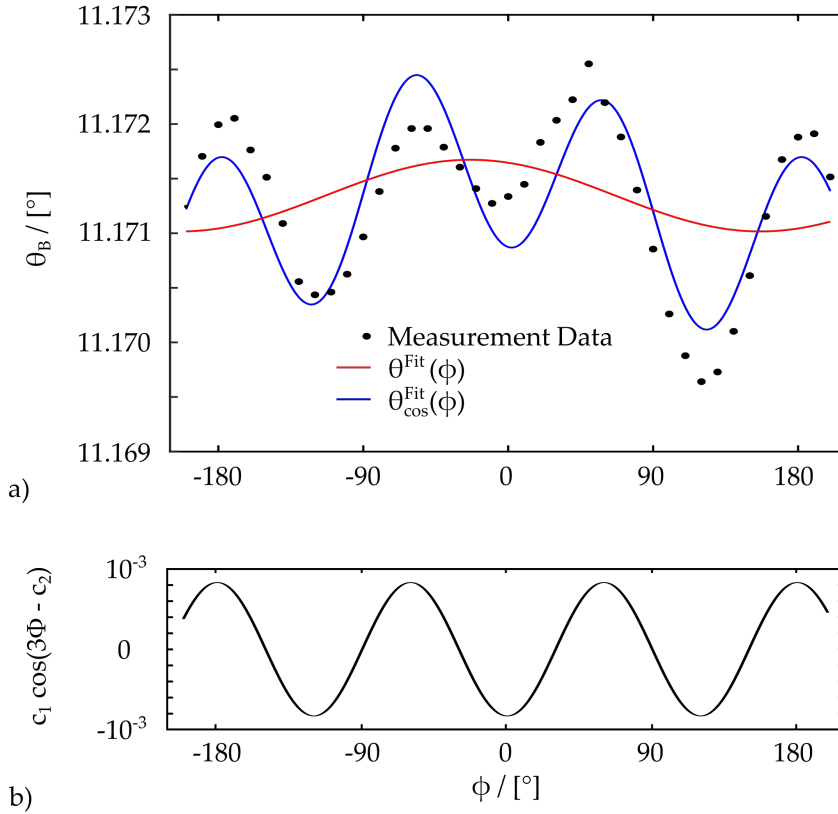 11.173
11.172
11.171
11.170
11.169
θB / [°]
Measurement Data
θFit(ϕ)
θFitcos(ϕ)
-180 -90 0 90 180
a)
10-3
0
-10-3
c1 cos(3Φ - c2)
-180 -90 0 90 180
ϕ / [°]
b)